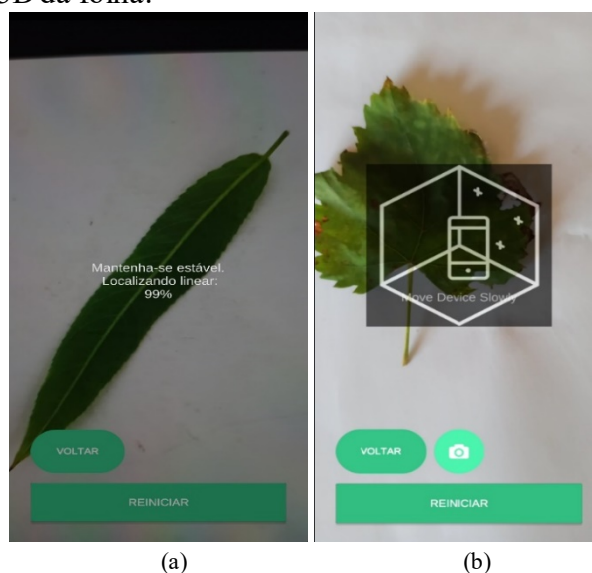 3D da folha.
Mantenha-se estável.
Localizando linear:
99%
VOLTAR
REINICIAR
(a)
Move Device Slowly
VOLTAR
REINICIAR
(b)